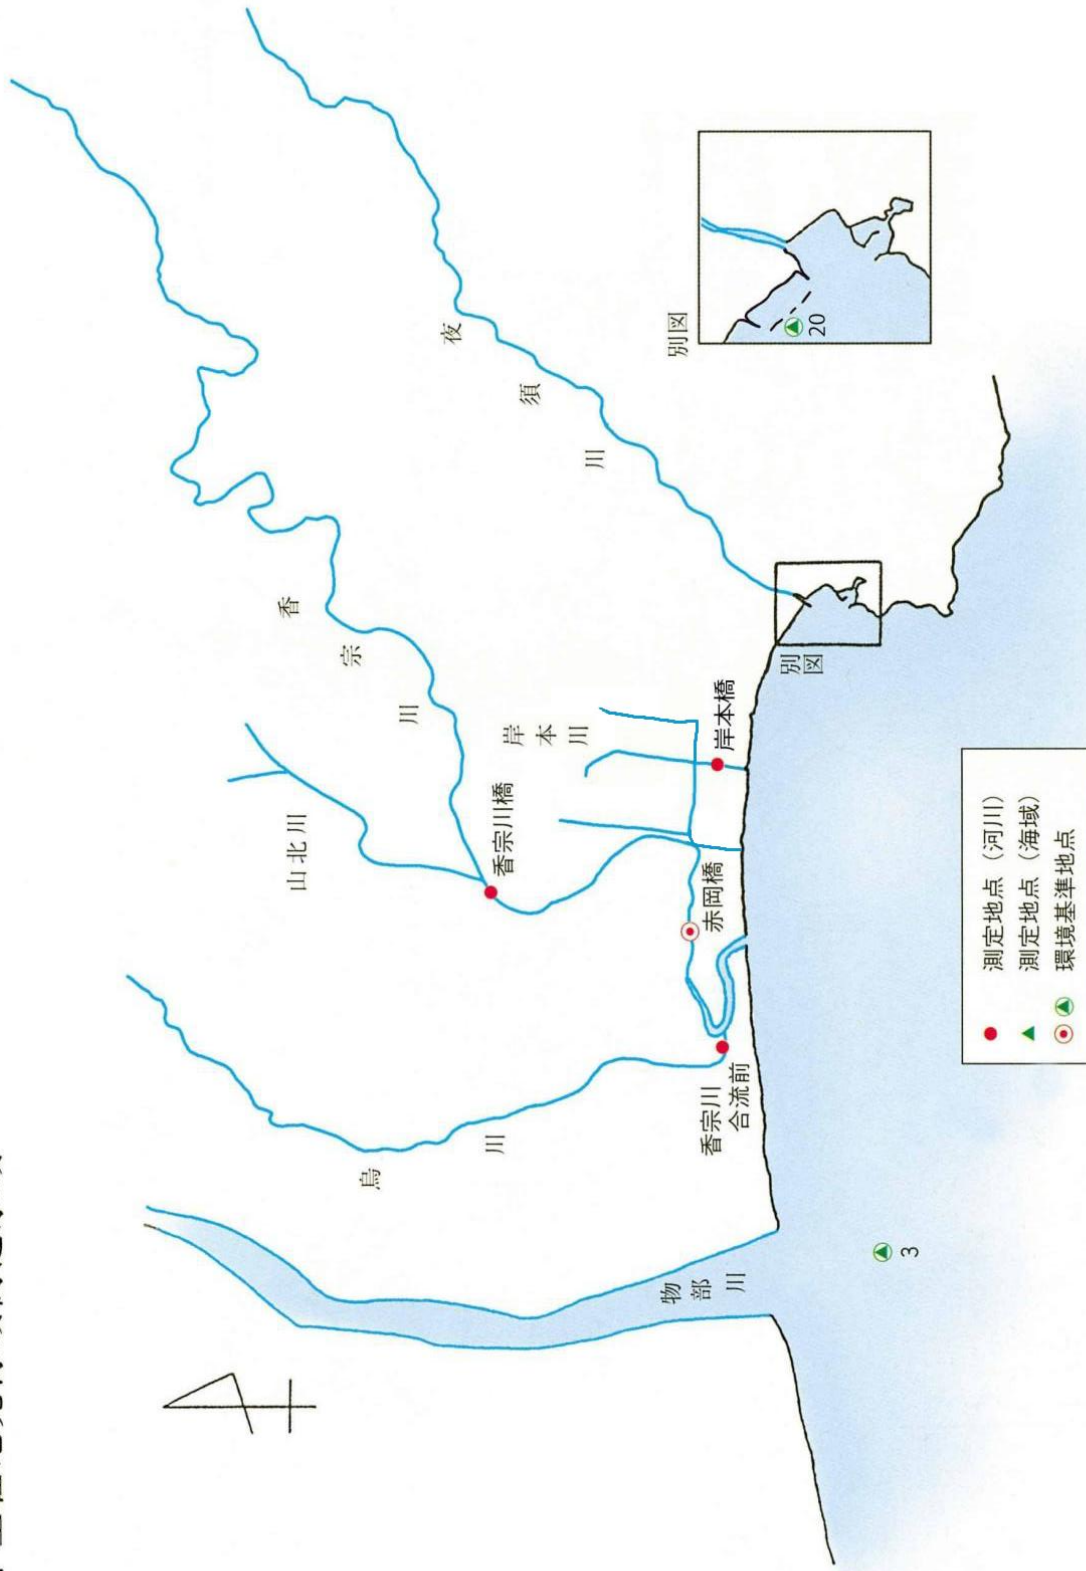 夜須川
別図
20
香宗川
別図
岸本川
岸本橋
山北川
香宗川橋
赤岡橋
香宗川
合流前
烏川
物部川
3
測定地点（河川）
測定地点（海域）
環境基準地点